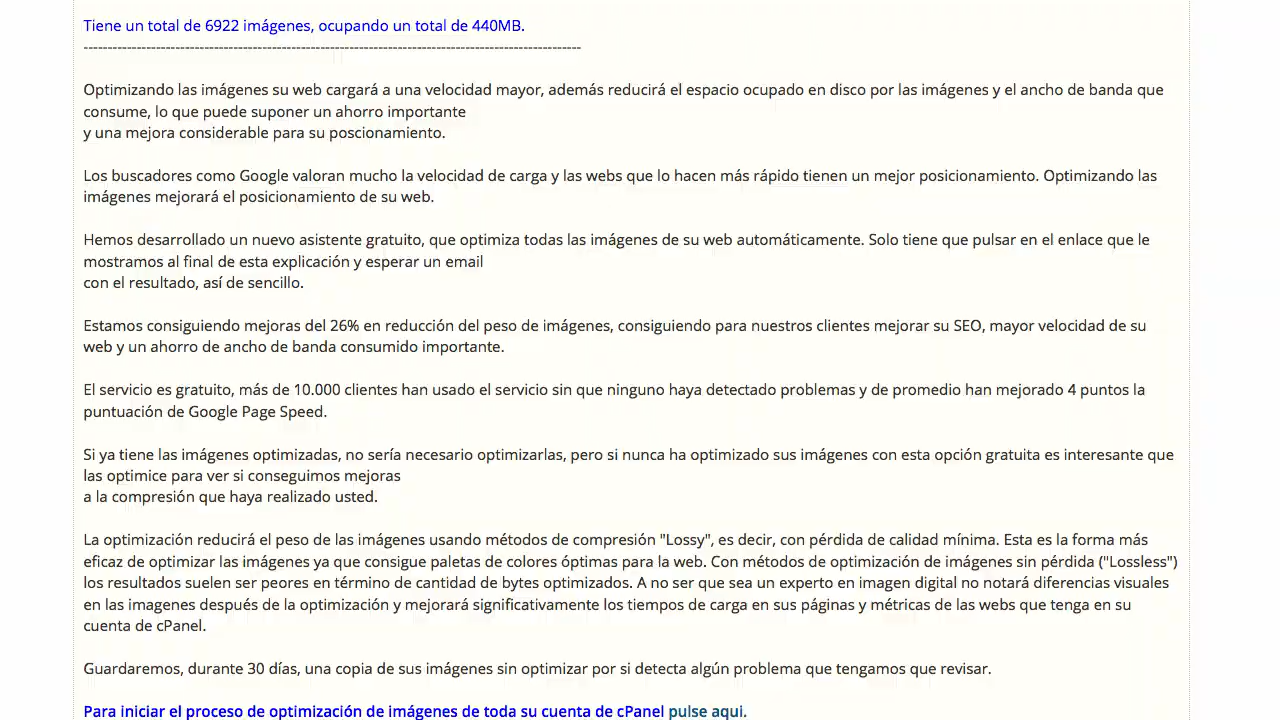 Tiene un total de 6922 imágenes, ocupando un total de 440MB.
--------------------------------------------------------------------------------------------------------
Optimizando las imágenes su web cargará a una velocidad mayor, además reducirá el espacio ocupado en disco por las imágenes y el ancho de banda que
consume, lo que puede suponer un ahorro importante
y una mejora considerable para su poscionamiento.
Los buscadores como Google valoran mucho la velocidad de carga y las webs que lo hacen más rápido tienen un mejor posicionamiento. Optimizando las
imágenes mejorará el posicionamiento de su web.
Hemos desarrollado un nuevo asistente gratuito, que optimiza todas las imágenes de su web automáticamente. Solo tiene que pulsar en el enlace que le
mostramos al final de esta explicación y esperar un email
con el resultado, así de sencillo.
Estamos consiguiendo mejoras del 26% en reducción del peso de imágenes, consiguiendo para nuestros clientes mejorar su SEO, mayor velocidad de su
web y un ahorro de ancho de banda consumido importante.
El servicio es gratuito, más de 10.000 clientes han usado el servicio sin que ninguno haya detectado problemas y de promedio han mejorado 4 puntos la
puntuación de Google Page Speed.
Si ya tiene las imágenes optimizadas, no sería necesario optimizarlas, pero si nunca ha optimizado sus imágenes con esta opción gratuita es interesante que
las optimice para ver si conseguimos mejoras
a la compresión que haya realizado usted.
La optimización reducirá el peso de las imágenes usando métodos de compresión "Lossy", es decir, con pérdida de calidad mínima. Esta es la forma más
eficaz de optimizar las imágenes ya que consigue paletas de colores óptimas para la web. Con métodos de optimización de imágenes sin pérdida ("Lossless")
los resultados suelen ser peores en término de cantidad de bytes optimizados. A no ser que sea un experto en imagen digital no notará diferencias visuales
en las imagenes después de la optimización y mejorará significativamente los tiempos de carga en sus páginas y métricas de las webs que tenga en su
cuenta de cPanel.
Guardaremos, durante 30 días, una copia de sus imágenes sin optimizar por si detecta algún problema que tengamos que revisar.
Para iniciar el proceso de optimización de imágenes de toda su cuenta de cPanel pulse aqui.